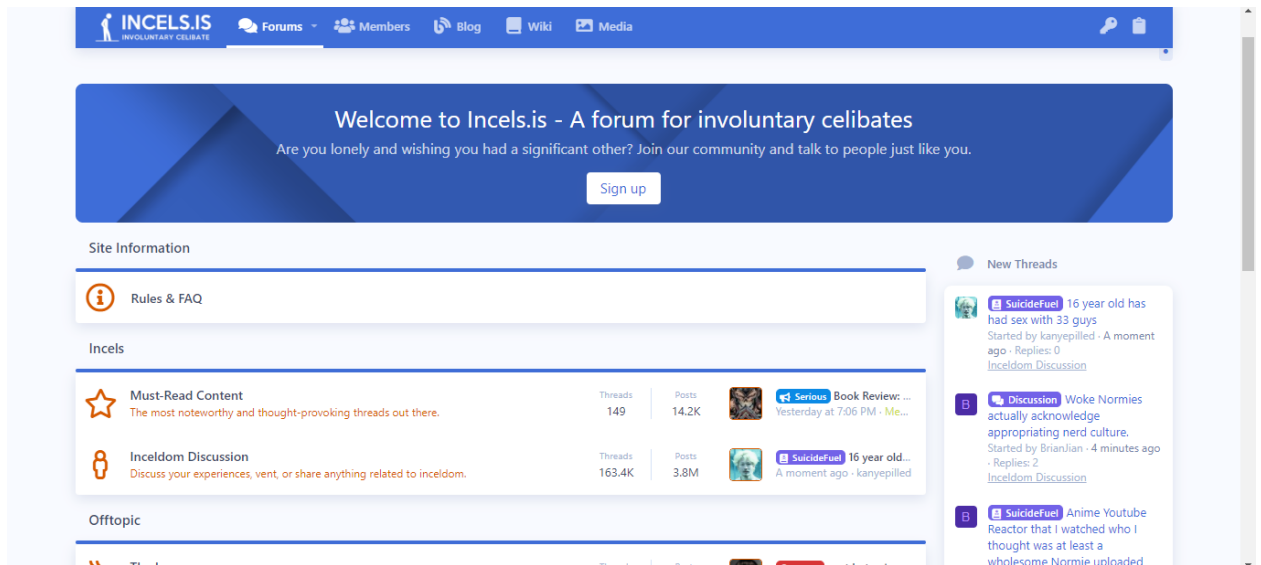 INCELS.IS
INVOLUNTARY CELIBATE
Forums
Members
Blog
Wiki
Media
Welcome to Incels.is - A forum for involuntary celibates
Are you lonely and wishing you had a significant other? Join our community and talk to people just like you.
Sign up
Site Information
Rules & FAQ
Incels
Must-Read Content
The most noteworthy and thought-provoking threads out there.
Threads
149
Posts
14.2K
Serious Book Review: ...
Yesterday at 7:06 PM · Me...
Inceldom Discussion
Discuss your experiences, vent, or share anything related to inceldom.
Threads
163.4K
Posts
3.8M
SuicideFuel 16 year old...
A moment ago · kanyepilled
Offtopic
New Threads
SuicideFuel 16 year old has
had sex with 33 guys
Started by kanyepilled · A moment
ago · Replies: 0
Inceldom Discussion
B
Discussion Woke Normies
actually acknowledge
appropriating nerd culture.
Started by BrianJian · 4 minutes ago
· Replies: 2
Inceldom Discussion
B
SuicideFuel Anime Youtube
Reactor that I watched who I
thought was at least a
wholesome Normie uploaded